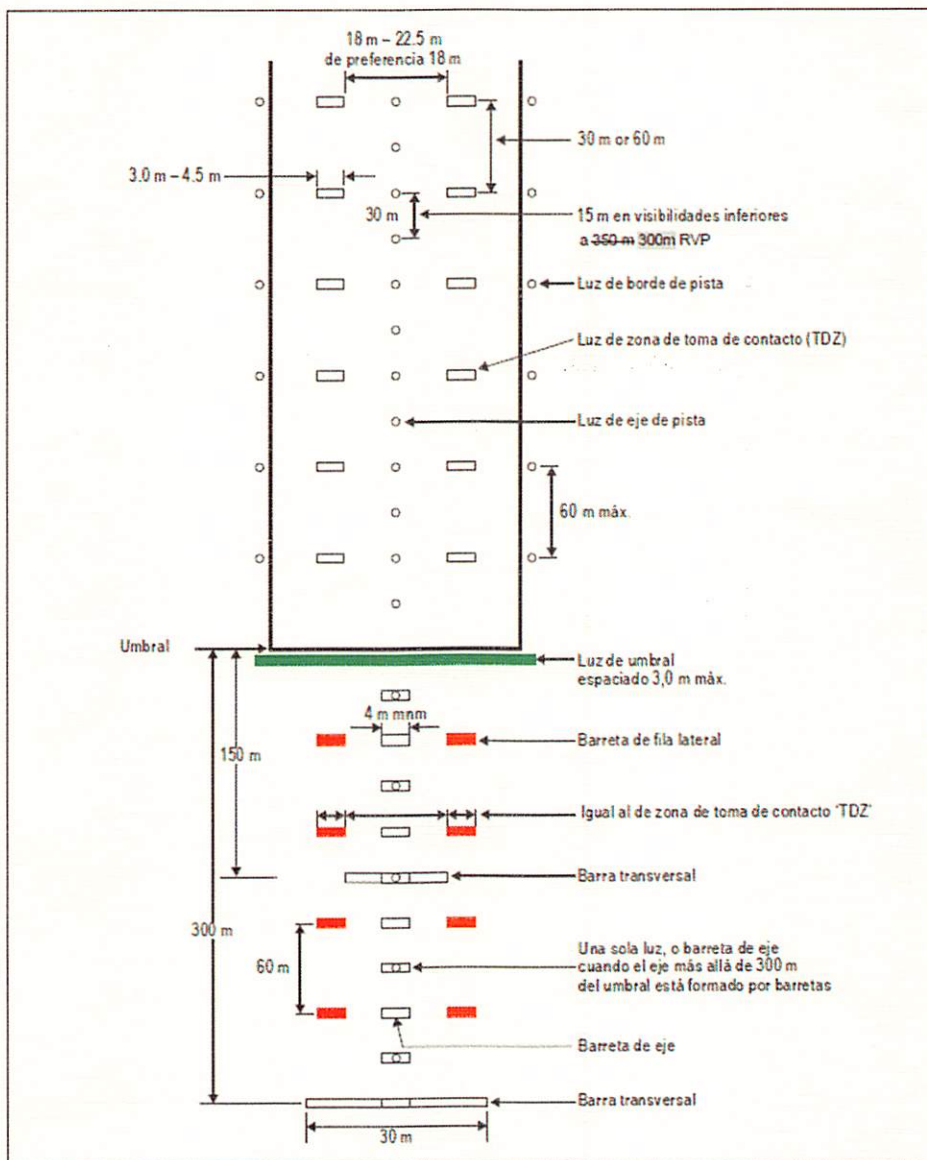 18 m – 22.5 m
de preferencia 18 m
30 m or 60 m
3.0 m – 4.5 m
30 m
15 m en visibilidades inferiores
a 350 m 300m RVP
Luz de borde de pista
Luz de zona de toma de contacto (TDZ)
Luz de eje de pista
60 m máx.
Umbral
Luz de umbral
espaciado 3,0 m máx.
4 m mnm
Barreta de fila lateral
150 m
Igual al de zona de toma de contacto 'TDZ'
Barra transversal
300 m
60 m
Una sola luz, o barreta de eje
cuando el eje más allá de 300 m
del umbral está formado por barretas
Barreta de eje
Barra transversal
30 m